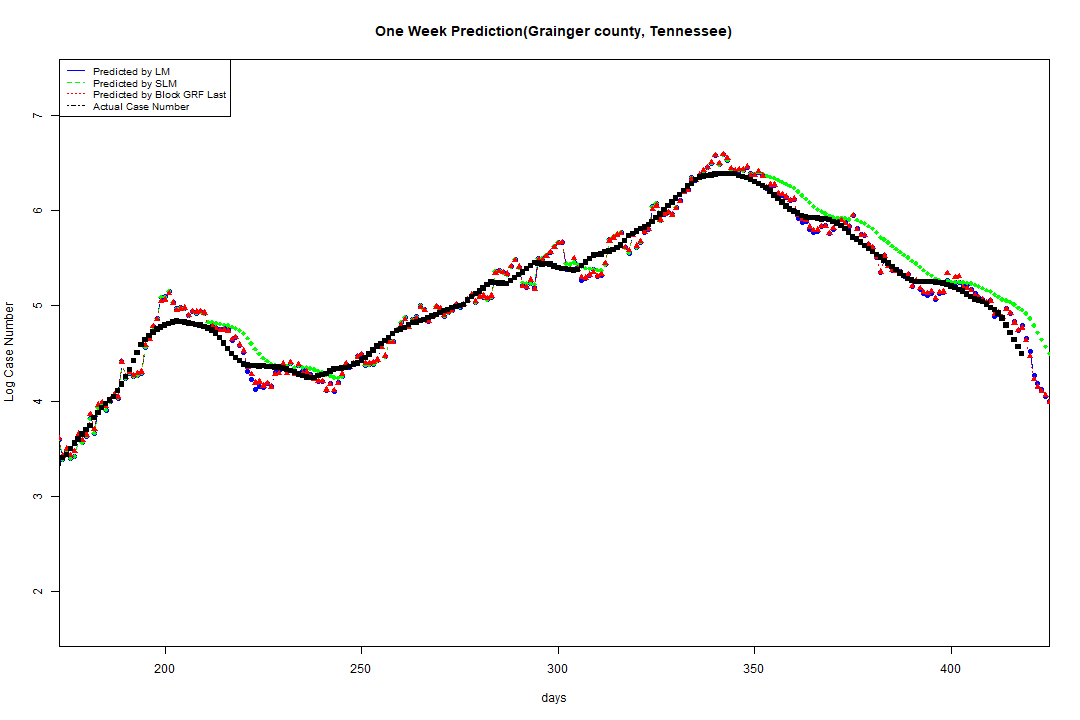 One Week Prediction(Grainger county, Tennessee)
Predicted by LM
Predicted by SLM
Predicted by Block GRF Last
Actual Case Number
Log Case Number
7
6
5
4
3
2
200 250 300 350 400
days